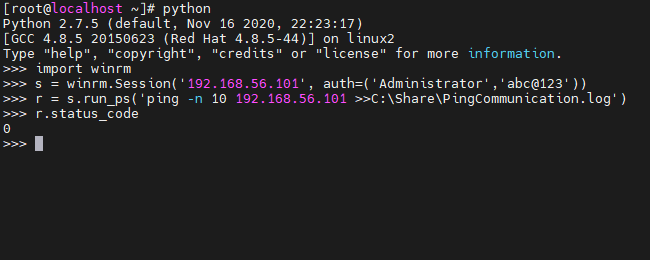 [root@localhost ~]# python
Python 2.7.5 (default, Nov 16 2020, 22:23:17)
[GCC 4.8.5 20150623 (Red Hat 4.8.5-44)] on linux2
Type "help", "copyright", "credits" or "license" for more information.
>>> import winrm
>>> s = winrm.Session('192.168.56.101', auth=('Administrator','abc@123'))
>>> r = s.run_ps('ping -n 10 192.168.56.101 >>C:\Share\PingCommunication.log')
>>> r.status_code
0
>>>